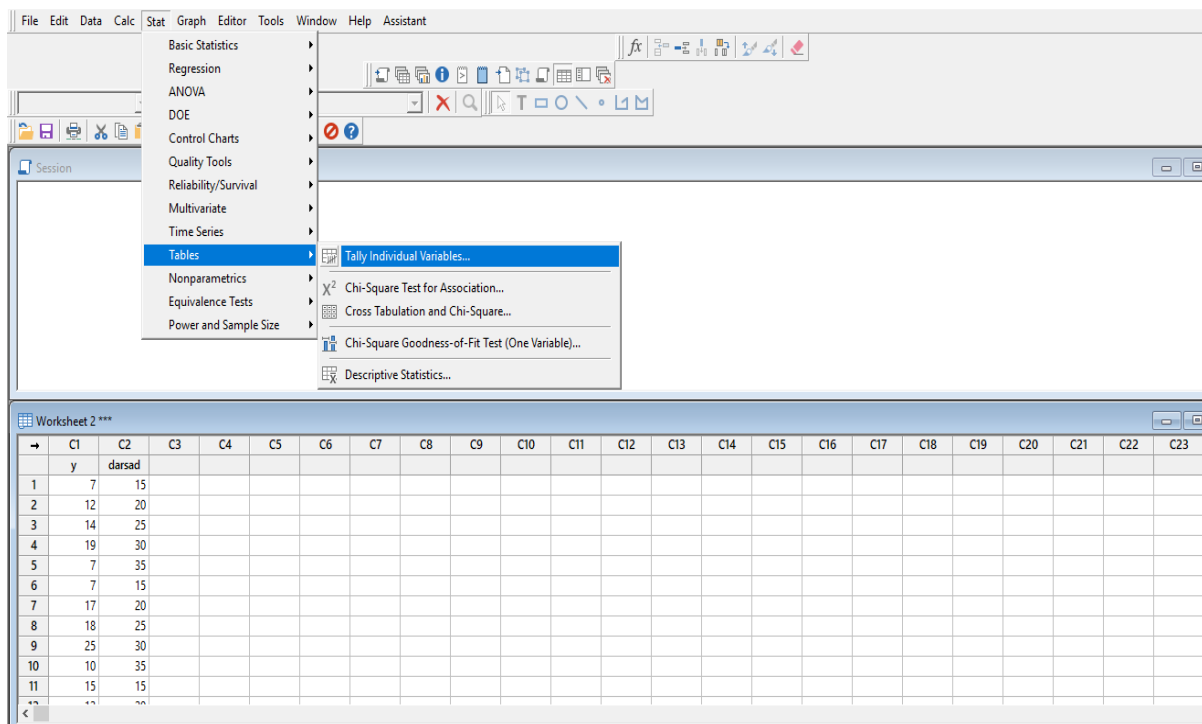 File Edit Data Calc Stat Graph Editor Tools Window Help Assistant
Basic Statistics
Regression
ANOVA
DOE
Control Charts
Quality Tools
Reliability/Survival
Multivariate
Time Series
Tables
Nonparametrics
Equivalence Tests
Power and Sample Size
Tally Individual Variables...
X² Chi-Square Test for Association...
Cross Tabulation and Chi-Square...
Chi-Square Goodness-of-Fit Test (One Variable)...
Descriptive Statistics...
fx
T
Session
Worksheet 2 ***
C1 C2 C3 C4 C5 C6 C7 C8 C9 C10 C11 C12 C13 C14 C15 C16 C17 C18 C19 C20 C21 C22 C23
y darsad
1 7 15
2 12 20
3 14 25
4 19 30
5 7 35
6 7 15
7 17 20
8 18 25
9 25 30
10 10 35
11 15 15